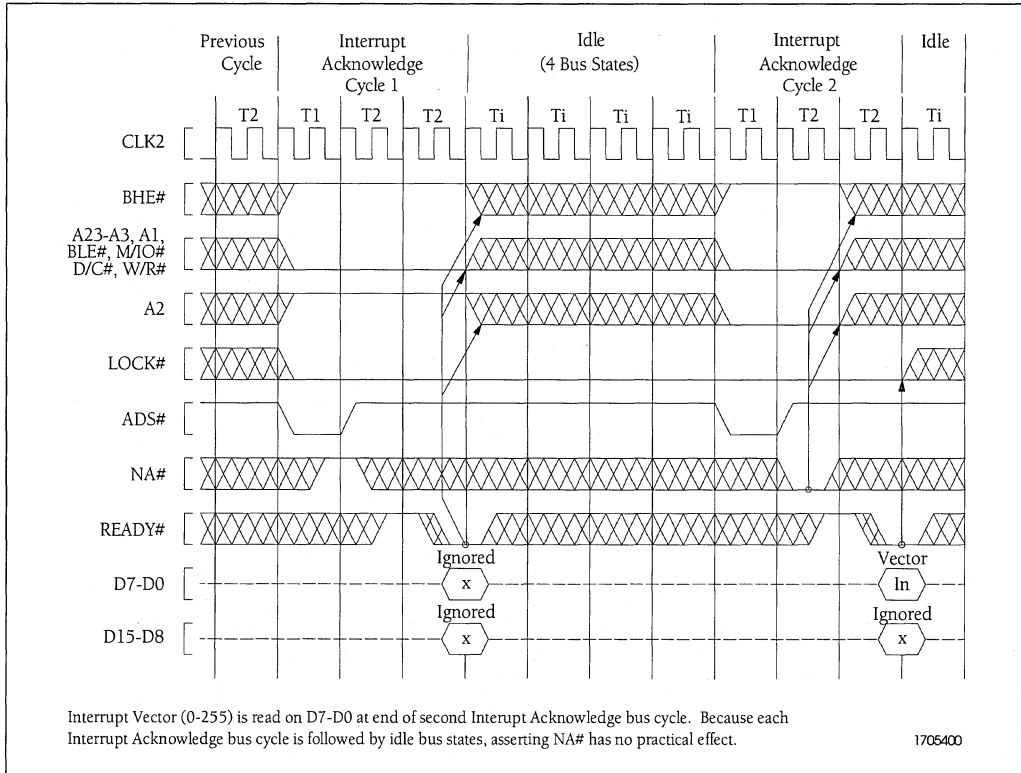 Previous Cycle
Interrupt Acknowledge Cycle 1
Idle (4 Bus States)
Interrupt Acknowledge Cycle 2
Idle
T2 T1 T2 T2 Ti Ti Ti Ti T1 T2 T2 Ti
CLK2
BHE#
A23-A3, A1,
BLE#, M/IO#
D/C#, W/R#
A2
LOCK#
ADS#
NA#
READY#
Ignored Vector
D7-D0 x In
Ignored Ignored
D15-D8 x x
Interrupt Vector (0-255) is read on D7-D0 at end of second Interupt Acknowledge bus cycle. Because each
Interrupt Acknowledge bus cycle is followed by idle bus states, asserting NA# has no practical effect.
1705400